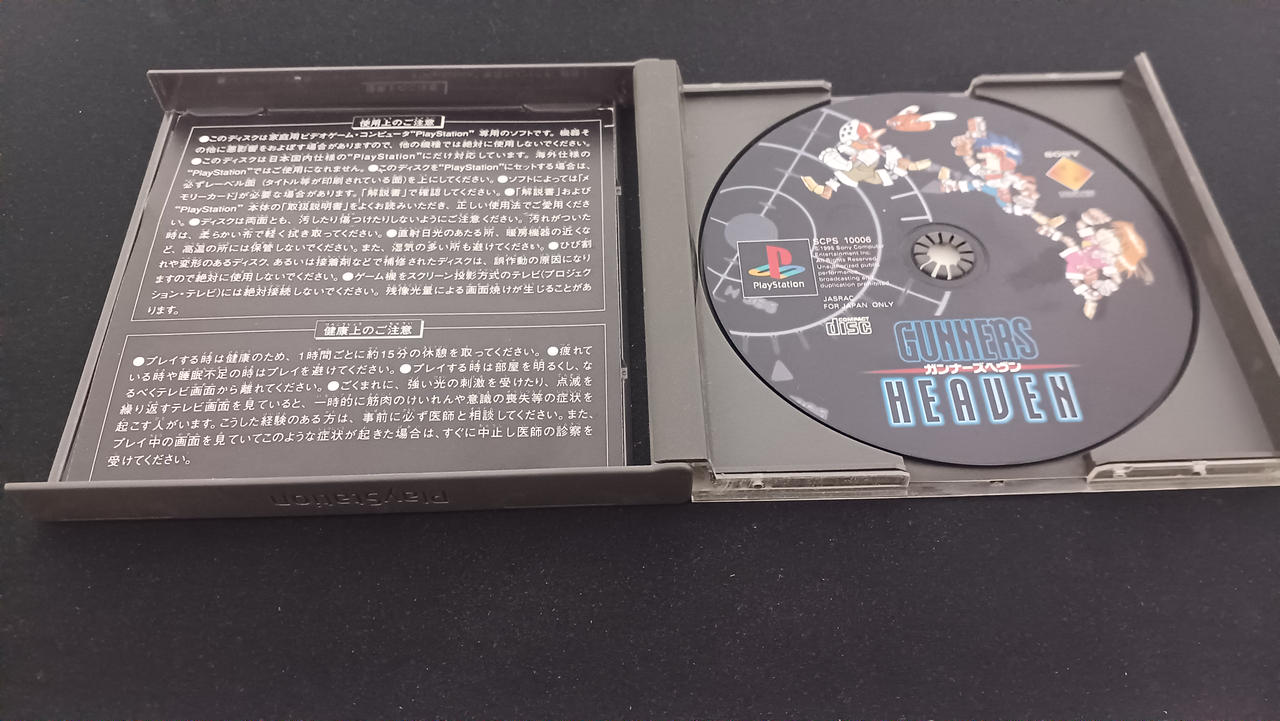 使用上のご注意
●このディスクは家庭用ビデオゲーム・コンピュータ"PlayStation" 専用のソフトです。機器そ
の他に悪影響をおよぼす場合がありますので、他の機種では絶対に使用しないでください。
●このディスクは日本国内仕様の"PlayStation"にだけ対応しています。海外仕様の
"PlayStation"ではご使用になれません。●このディスクを"PlayStation"にセットする場合は、
必ずレーベル面（タイトル等が印刷されている面）を上にしてください。●ソフトによっては「メ
モリーカード」が必要な場合があります。「解説書」で確認してください。●「解説書」および
"PlayStation" 本体の「取扱説明書」をよくお読みいただき、正しい使用法でご愛用くださ
い。●ディスクは両面とも、汚したり傷つけたりしないようにご注意ください。汚れがついた
時は、柔らかい布で軽く拭き取ってください。●直射日光のあたる所、暖房機器の近くな
ど、高温の所には保管しないでください。また、湿気の多い所も避けてください。●ひび割
れや変形のあるディスク、あるいは接着剤などで補修されたディスクは、誤作動の原因になり
ますので絶対に使用しないでください。●ゲーム機をスクリーン投影方式のテレビ(プロジェク
ション・テレビ)には絶対接続しないでください。残像光量による画面焼けが生じることがあ
ります。
健康上のご注意
●プレイする時は健康のため、1時間ごとに約15分の休憩を取ってください。●疲れて
いる時や睡眠不足の時はプレイを避けてください。●プレイする時は部屋を明るくし、な
るべくテレビ画面から離れてください。●ごくまれに、強い光の刺激を受けたり、点滅を
繰り返すテレビ画面を見ていると、一時的に筋肉のけいれんや意識の喪失等の症状を
起こす人がいます。こうした経験のある方は、事前に必ず医師と相談してください。また、
プレイ中の画面を見ていてこのような症状が起きた場合は、すぐに中止し医師の診察を
受けてください。
PlayStation
SONY
PlayStation
SCPS 10006
©1995 Sony Computer
Entertainment Inc.
All Rights Reserved.
Unauthorized public
performance,
broadcasting and
duplication prohibited.
JASRAC
FOR JAPAN ONLY
COMPACT
disc
GUNNERS
ガンナーズヘヴン
HEAVEN